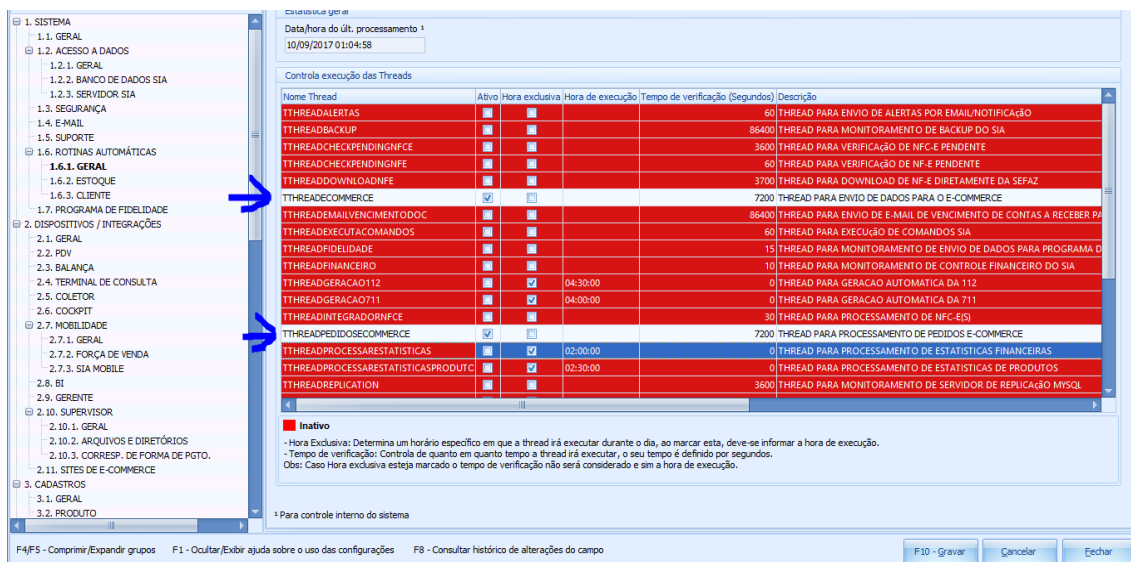 1. SISTEMA
1.1. GERAL
1.2. ACESSO A DADOS
1.2.1. GERAL
1.2.2. BANCO DE DADOS SIA
1.2.3. SERVIDOR SIA
1.3. SEGURANÇA
1.4. E-MAIL
1.5. SUPORTE
1.6. ROTINAS AUTOMÁTICAS
1.6.1. GERAL
1.6.2. ESTOQUE
1.6.3. CLIENTE
1.7. PROGRAMA DE FIDELIDADE
2. DISPOSITIVOS / INTEGRAÇÕES
2.1. GERAL
2.2. PDV
2.3. BALANÇA
2.4. TERMINAL DE CONSULTA
2.5. COLETOR
2.6. COCKPIT
2.7. MOBILIDADE
2.7.1. GERAL
2.7.2. FORÇA DE VENDA
2.7.3. SIA MOBILE
2.8. BI
2.9. GERENTE
2.10. SUPERVISOR
2.10.1. GERAL
2.10.2. ARQUIVOS E DIRETÓRIOS
2.10.3. CORRESP. DE FORMA DE PGTO.
2.11. SITES DE E-COMMERCE
3. CADASTROS
3.1. GERAL
3.2. PRODUTO
Estatística geral
Data/hora do últ. processamento ¹
10/09/2017 01:04:58
Controla execução das Threads
Nome Thread Ativo Hora exclusiva Hora de execução Tempo de verificação (Segundos) Descrição
TTHREADALERTAS 60 THREAD PARA ENVIO DE ALERTAS POR EMAIL/NOTIFICAçãO
TTHREADBACKUP 86400 THREAD PARA MONITORAMENTO DE BACKUP DO SIA
TTHREADCHECKPENDINGNFCE 3600 THREAD PARA VERIFICAçãO DE NFC-E PENDENTE
TTHREADCHECKPENDINGNFE 60 THREAD PARA VERIFICAçãO DE NF-E PENDENTE
TTHREADDOWNLOADNFE 3700 THREAD PARA DOWNLOAD DE NF-E DIRETAMENTE DA SEFAZ
TTHREADECOMMERCE 7200 THREAD PARA ENVIO DE DADOS PARA O E-COMMERCE
TTHREADEMAILVENCIMENTODOC 86400 THREAD PARA ENVIO DE E-MAIL DE VENCIMENTO DE CONTAS A RECEBER PA
TTHREADEXECUTACOMANDOS 60 THREAD PARA EXECUçãO DE COMANDOS SIA
TTHREADFIDELIDADE 15 THREAD PARA MONITORAMENTO DE ENVIO DE DADOS PARA PROGRAMA D
TTHREADFINANCEIRO 10 THREAD PARA MONITORAMENTO DE CONTROLE FINANCEIRO DO SIA
TTHREADGERACAO112 04:30:00 0 THREAD PARA GERACAO AUTOMATICA DA 112
TTHREADGERACAO711 04:00:00 0 THREAD PARA GERACAO AUTOMATICA DA 711
TTHREADINTEGRADORNFCE 30 THREAD PARA PROCESSAMENTO DE NFC-E(S)
TTHREADPEDIDOSECOMMERCE 7200 THREAD PARA PROCESSAMENTO DE PEDIDOS E-COMMERCE
TTHREADPROCESSARESTATISTICAS 02:00:00 0 THREAD PARA PROCESSAMENTO DE ESTATISTICAS FINANCEIRAS
TTHREADPROCESSARESTATISTICASPRODUTC 02:30:00 0 THREAD PARA PROCESSAMENTO DE ESTATISTICAS DE PRODUTOS
TTHREADREPLICATION 3600 THREAD PARA MONITORAMENTO DE SERVIDOR DE REPLICAçãO MYSQL
Inativo
- Hora Exclusiva: Determina um horário específico em que a thread irá executar durante o dia, ao marcar esta, deve-se informar a hora de execução.
- Tempo de verificação: Controla de quanto em quanto tempo a thread irá executar, o seu tempo é definido por segundos.
Obs: Caso Hora exclusiva esteja marcado o tempo de verificação não será considerado e sim a hora de execução.
¹ Para controle interno do sistema
F4/F5 - Comprimir/Expandir grupos F1 - Ocultar/Exibir ajuda sobre o uso das configurações F8 - Consultar histórico de alterações do campo
F10 - Gravar Cancelar Fechar